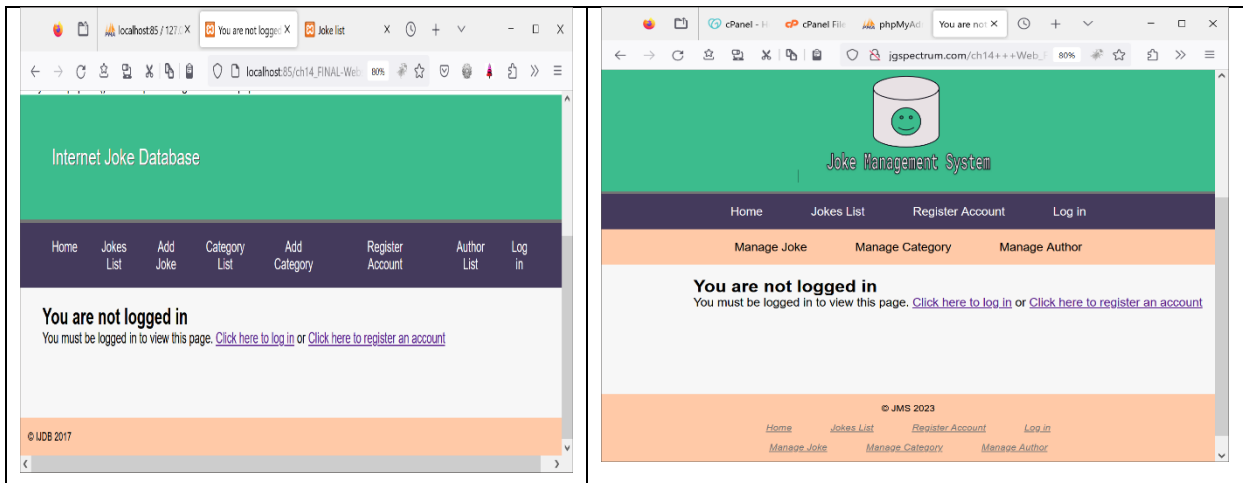 localhost:85 / 127.0 You are not logged Joke list
localhost:85/ch14_FINAL-Web 80%
Internet Joke Database
Home Jokes List Add Joke Category List Add Category Register Account Author List Log in
You are not logged in
You must be logged in to view this page. Click here to log in or Click here to register an account
© IJDB 2017
cPanel - H cPanel File phpMyAd You are not
jgspectrum.com/ch14+++Web_F 80%
Joke Management System
Home Jokes List Register Account Log in
Manage Joke Manage Category Manage Author
You are not logged in
You must be logged in to view this page. Click here to log in or Click here to register an account
© JMS 2023
Home Jokes List Register Account Log in
Manage Joke Manage Category Manage Author